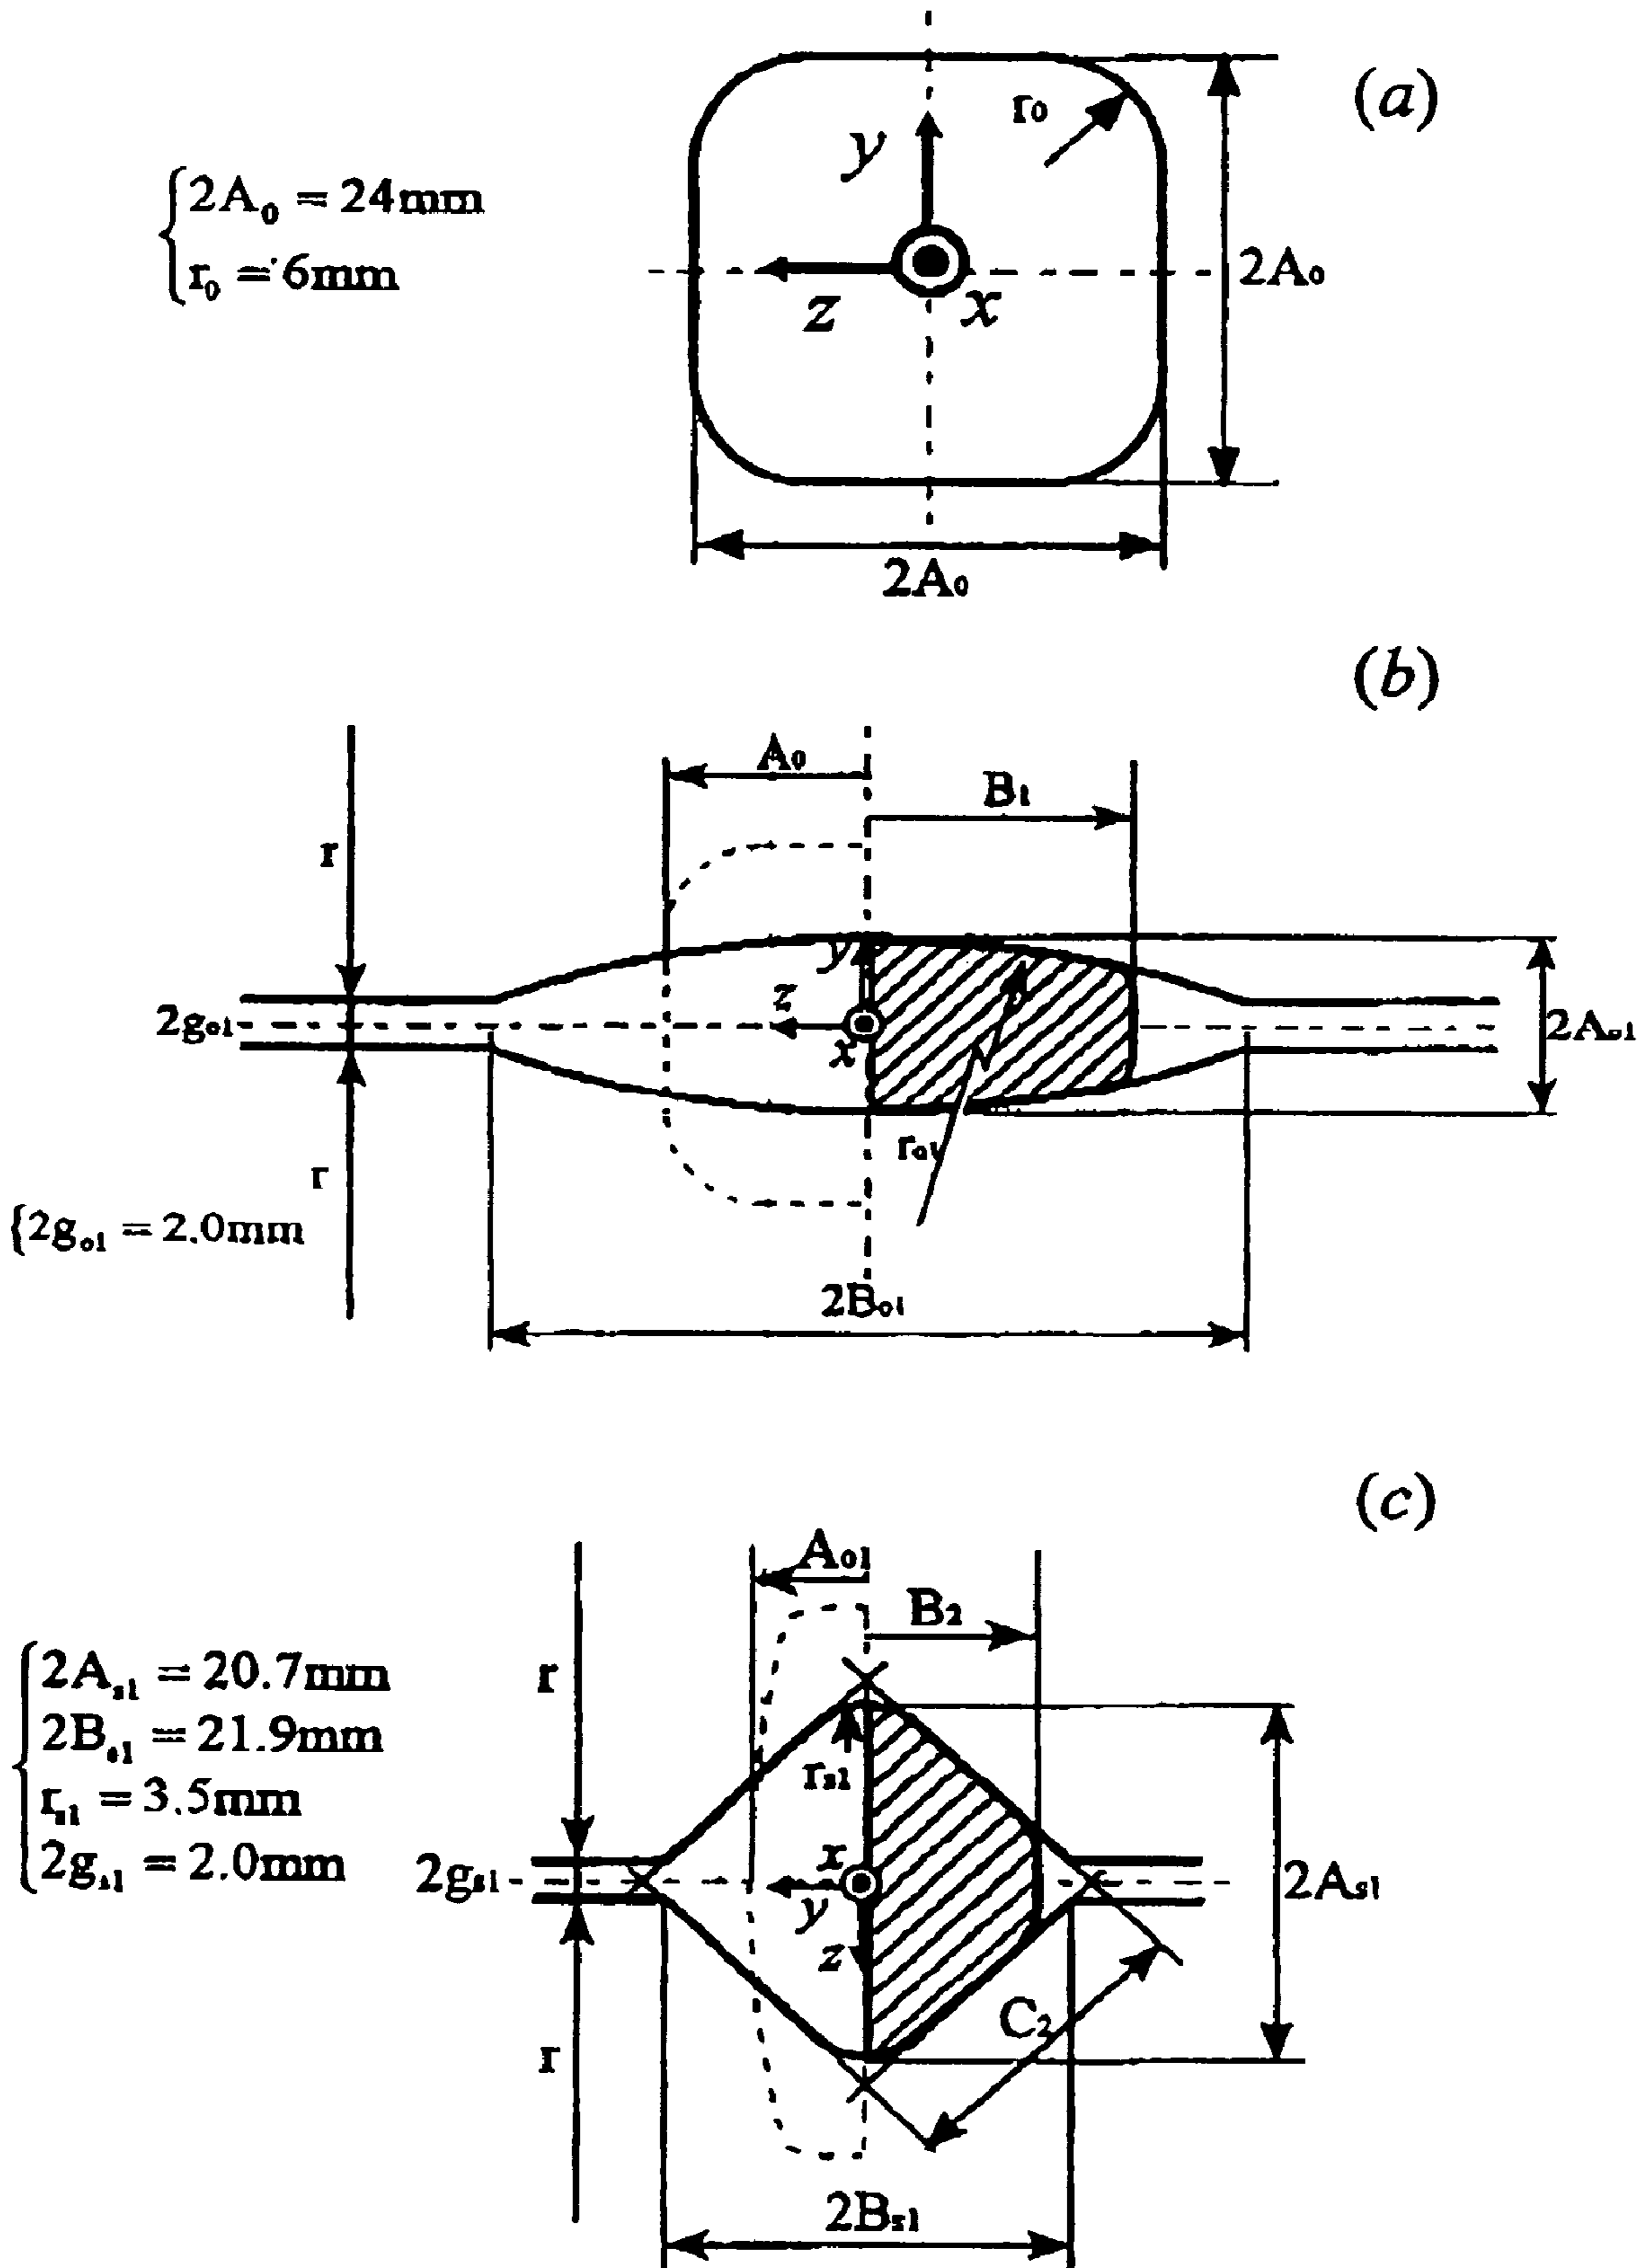 (a)
r₀
y
{ 2A₀ = 24mm
r₀ = 6mm
2A₀
z
x
2A₀
(b)
A₀
B₁
r
y
z
2g₀₁
x
2A₀₁
r₀₁
r
{2g₀₁ = 2.0mm
2B₀₁
(c)
A₀₁
B₂
r
{ 2Aₛ₁ = 20.7mm
2Bₛ₁ = 21.9mm
rₛ₁ = 3.5mm
2gₛ₁ = 2.0mm
rₛ₁
x
2gₛ₁
2Aₛ₁
y
z
C₂
r
2Bₛ₁